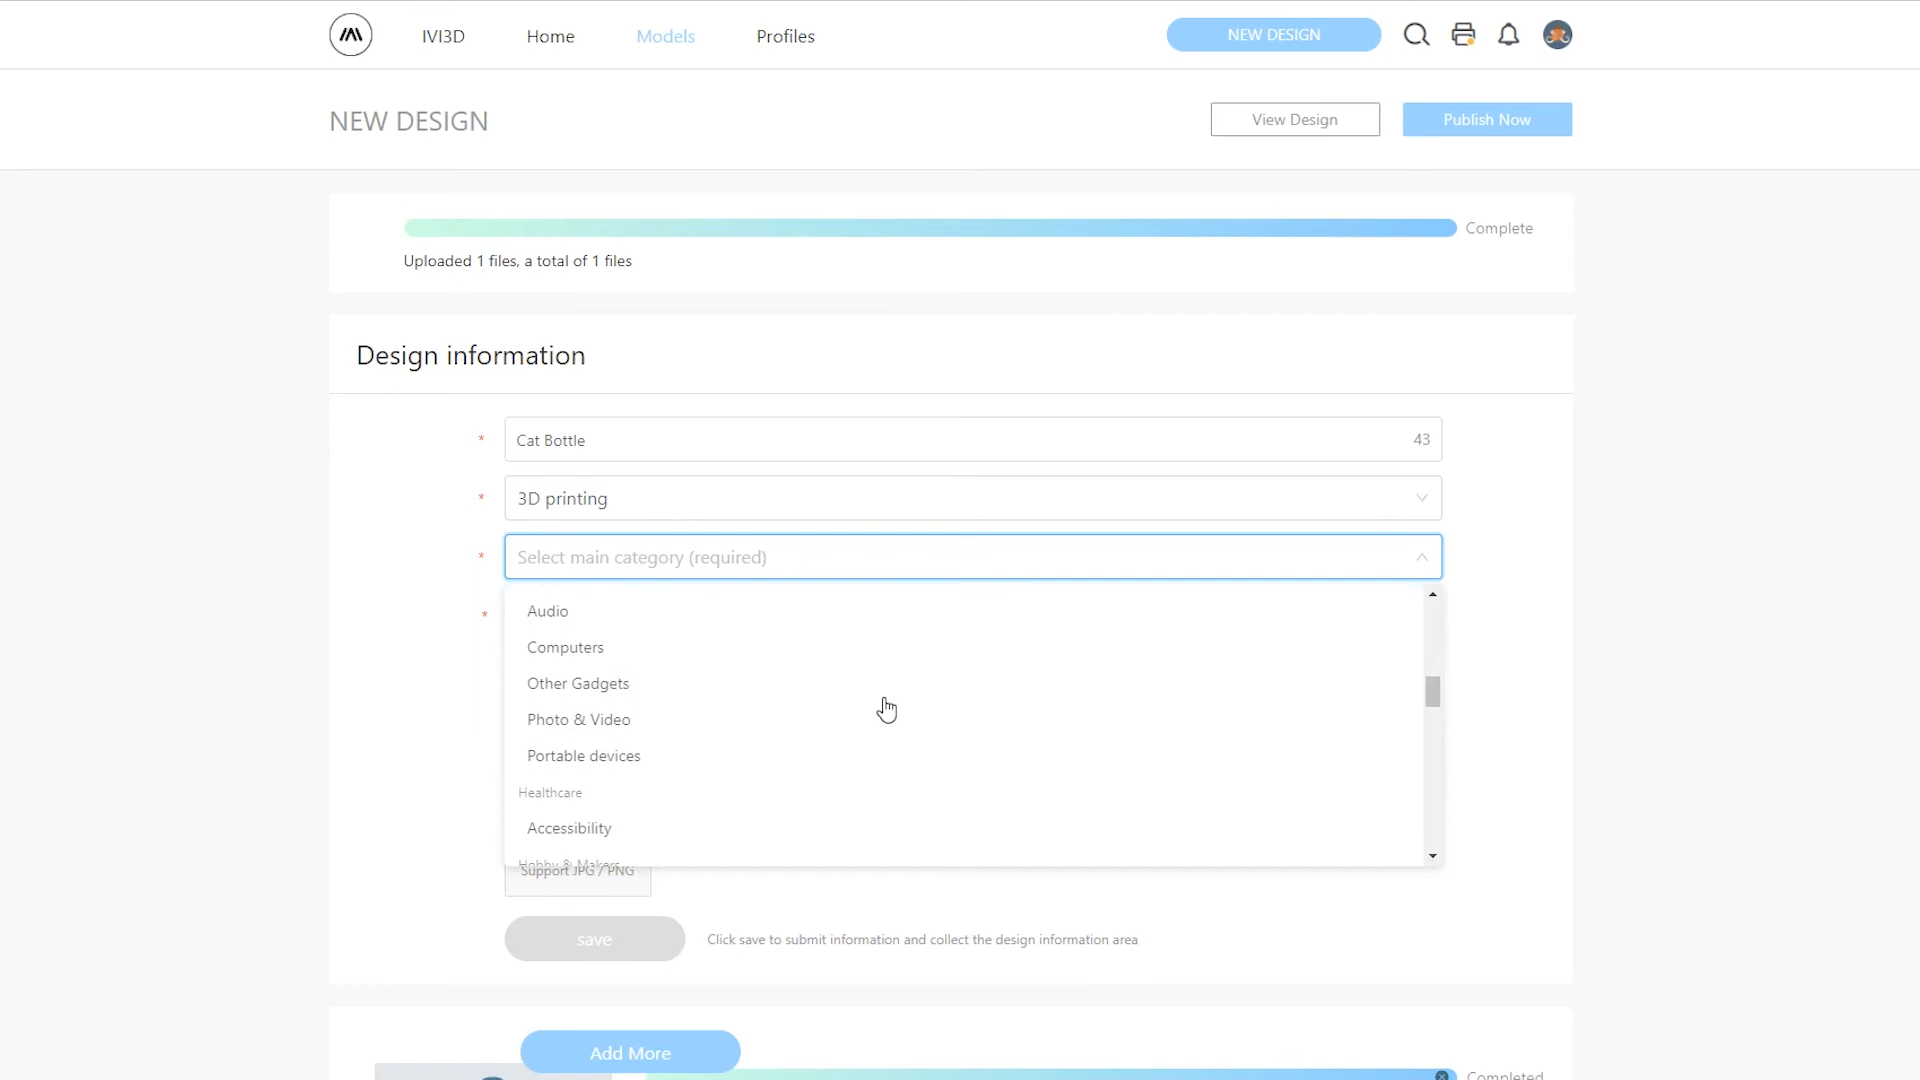 IVI3D
Home
Models
Profiles
NEW DESIGN
NEW DESIGN
View Design
Publish Now
Complete
Uploaded 1 files, a total of 1 files
Design information
* Cat Bottle 43
* 3D printing
* Select main category (required)
*
Audio
Computers
Other Gadgets
Photo & Video
Portable devices
Healthcare
Accessibility
Hobby & Makers
Support JPG / PNG
save
Click save to submit information and collect the design information area
Add More
Completed